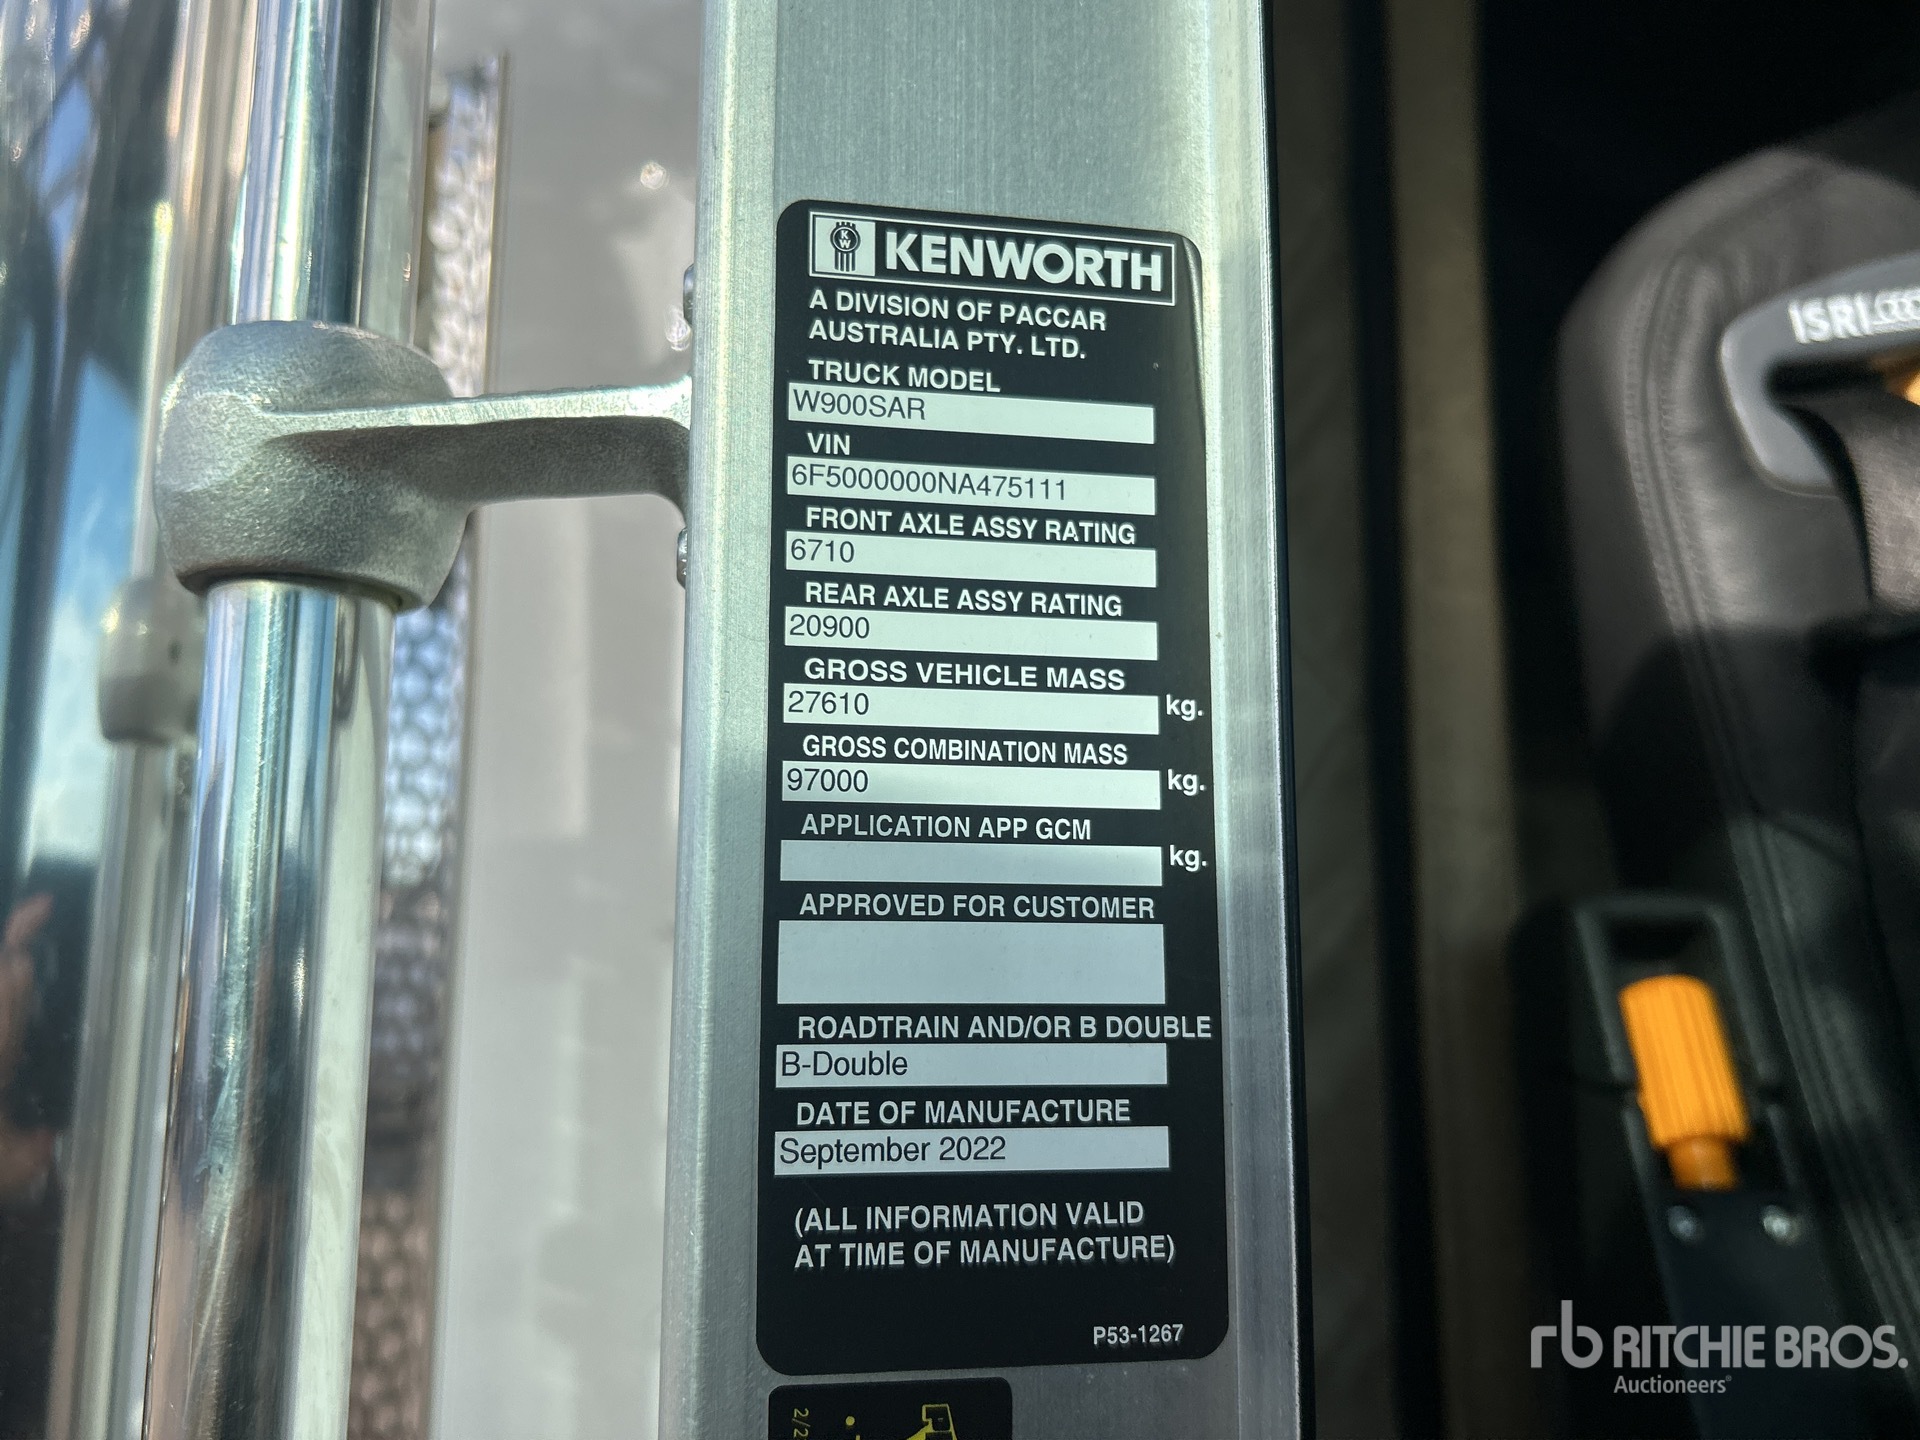 KW KENWORTH
A DIVISION OF PACCAR
AUSTRALIA PTY. LTD.
TRUCK MODEL
W900SAR
VIN
6F5000000NA475111
FRONT AXLE ASSY RATING
6710
REAR AXLE ASSY RATING
20900
GROSS VEHICLE MASS
27610 kg.
GROSS COMBINATION MASS
97000 kg.
APPLICATION APP GCM
kg.
APPROVED FOR CUSTOMER
ROADTRAIN AND/OR B DOUBLE
B-Double
DATE OF MANUFACTURE
September 2022
(ALL INFORMATION VALID
AT TIME OF MANUFACTURE)
P53-1267
ISRI
rb RITCHIE BROS.
Auctioneers®